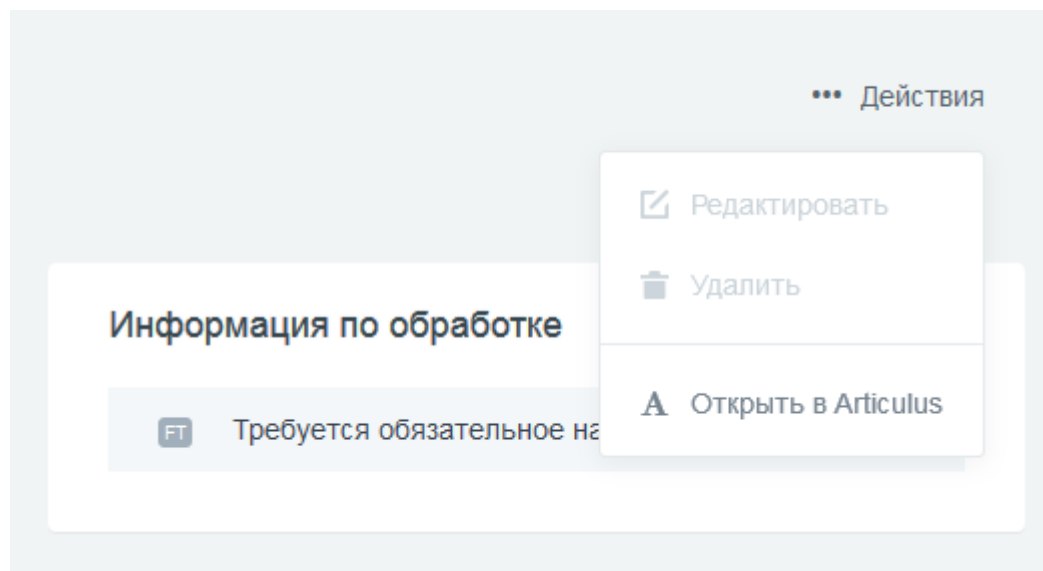 ••• Действия
Редактировать
Удалить
Информация по обработке
A Открыть в Articulus
FT Требуется обязательное на